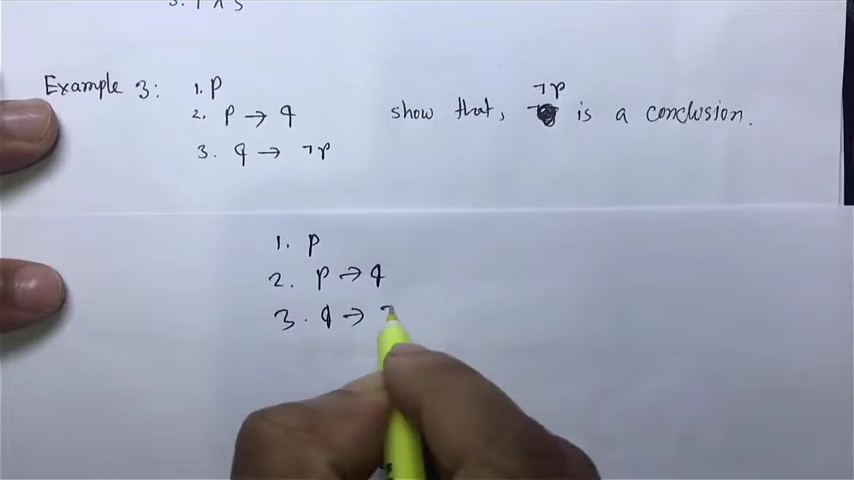 Example 3: 1. P
2. P → q show that, ¬r is a conclusion.
3. q → ¬r
1. P
2. P → q
3. q → ¬